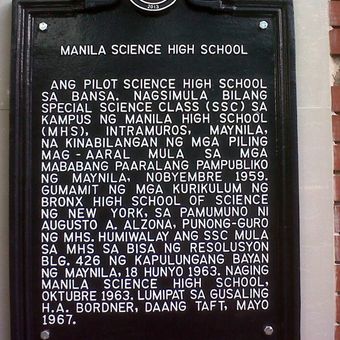 2013
MANILA SCIENCE HIGH SCHOOL
ANG PILOT SCIENCE HIGH SCHOOL
SA BANSA. NAGSIMULA BILANG
SPECIAL SCIENCE CLASS (SSC) SA
KAMPUS NG MANILA HIGH SCHOOL
(MHS), INTRAMUROS, MAYNILA,
NA KINABILANGAN NG MGA PILING
MAG-AARAL MULA SA MGA
MABABANG PAARALANG PAMPUBLIKO
NG MAYNILA, NOBYEMBRE 1959.
GUMAMIT NG MGA KURIKULUM NG
BRONX HIGH SCHOOL OF SCIENCE
NG NEW YORK, SA PAMUMUNO NI
AUGUSTO A. ALZONA, PUNONG-GURO
NG MHS. HUMIWALAY ANG SSC MULA
SA MHS SA BISA NG RESOLUSYON
BLG. 426 NG KAPULUNGANG BAYAN
NG MAYNILA, 18 HUNYO 1963. NAGING
MANILA SCIENCE HIGH SCHOOL,
OKTUBRE 1963. LUMIPAT SA GUSALING
H.A. BORDNER, DAANG TAFT, MAYO
1967.